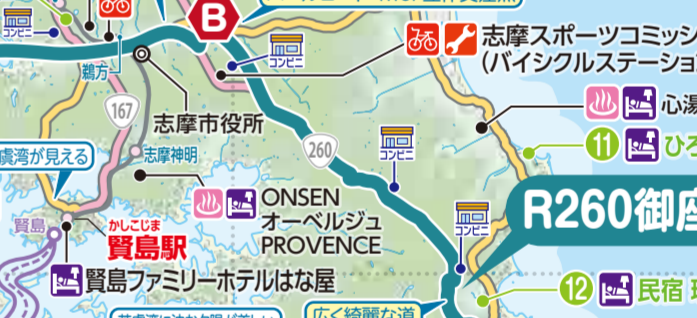 B
コンビニ
鵜方
コンビニ
志摩スポーツコミッシ
(バイシクルステーショ
167
志摩市役所
260
心湯
虞湾が見える
志摩神明
コンビニ
11
ひろ
ONSEN
オーベルジュ
PROVENCE
R260御座
コンビニ
賢島
かしこじま
賢島駅
賢島ファミリーホテルはな屋
12
民宿
広く綺麗な道